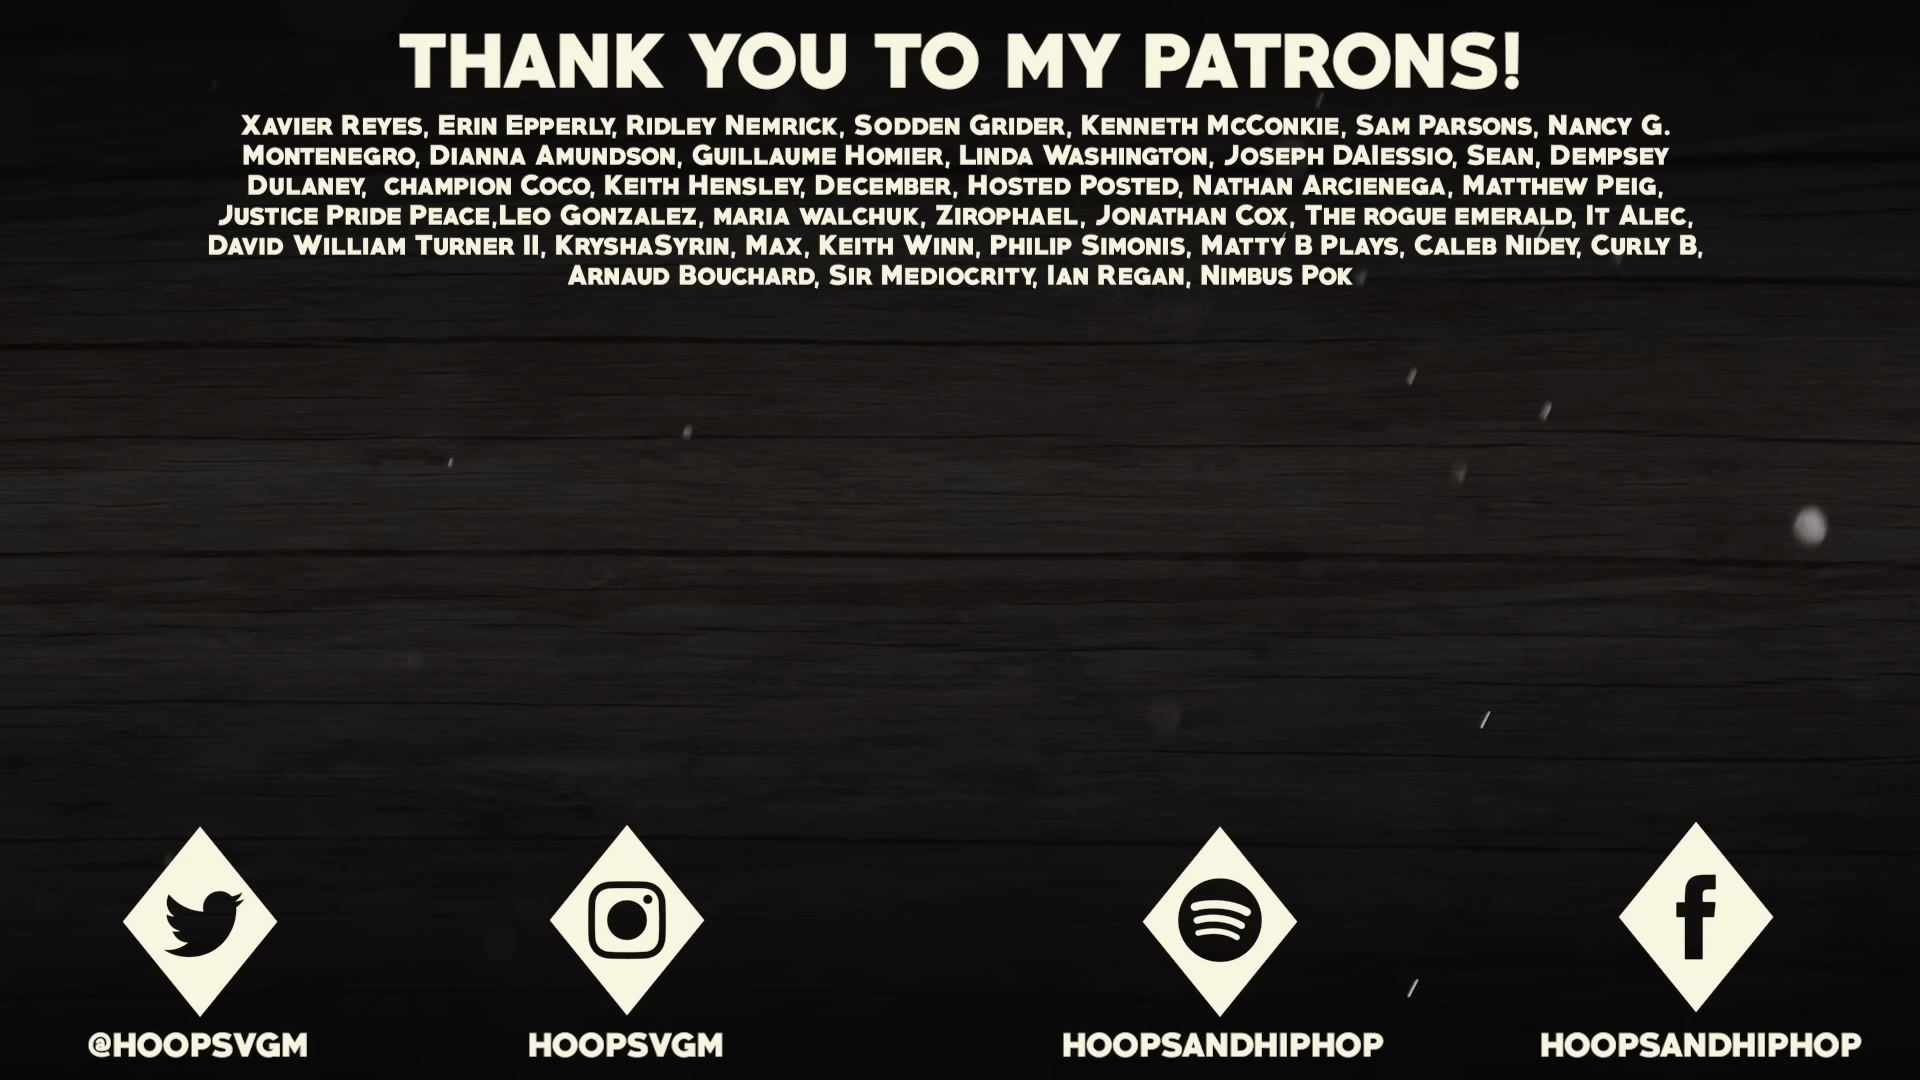 THANK YOU TO MY PATRONS!
Xavier Reyes, Erin Epperly, Ridley Nemrick, Sodden Grider, Kenneth McConkie, Sam Parsons, Nancy G.
Montenegro, Dianna Amundson, Guillaume Homier, Linda Washington, Joseph DAIessio, Sean, Dempsey
Dulaney,  champion Coco, Keith Hensley, December, Hosted Posted, Nathan Arcienega, Matthew Peig,
Justice Pride Peace,Leo Gonzalez, maria walchuk, Zirophael, Jonathan Cox, The rogue emerald, It Alec,
David William Turner II, KryshaSyrin, Max, Keith Winn, Philip Simonis, Matty B Plays, Caleb Nidey, Curly B,
Arnaud Bouchard, Sir Mediocrity, Ian Regan, Nimbus Pok
@HOOPSVGM
HOOPSVGM
HOOPSANDHIPHOP
HOOPSANDHIPHOP